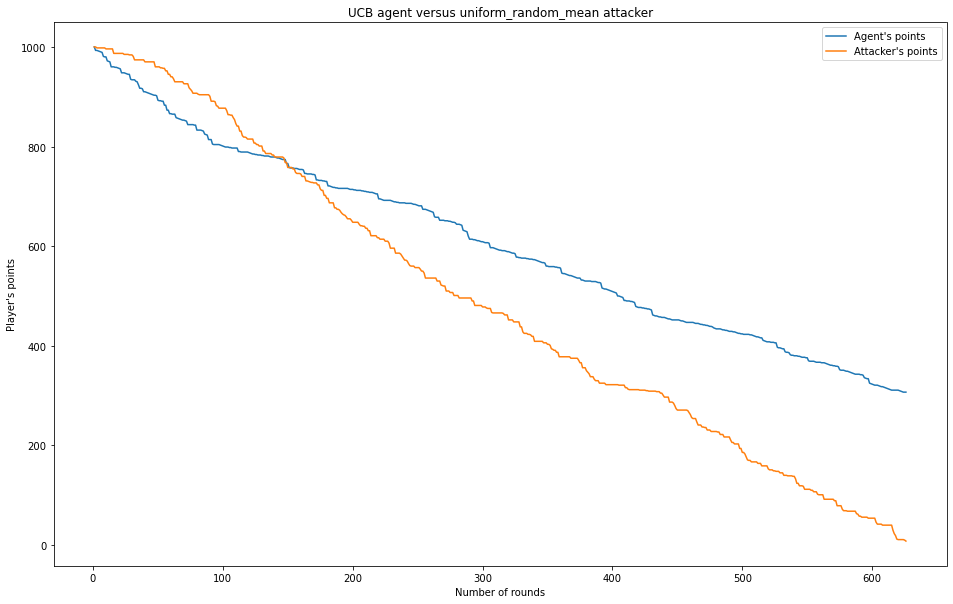 UCB agent versus uniform_random_mean attacker
Agent's points
Attacker's points
1000
800
600
400
200
0
Player's points
0
100
200
300
400
500
600
Number of rounds